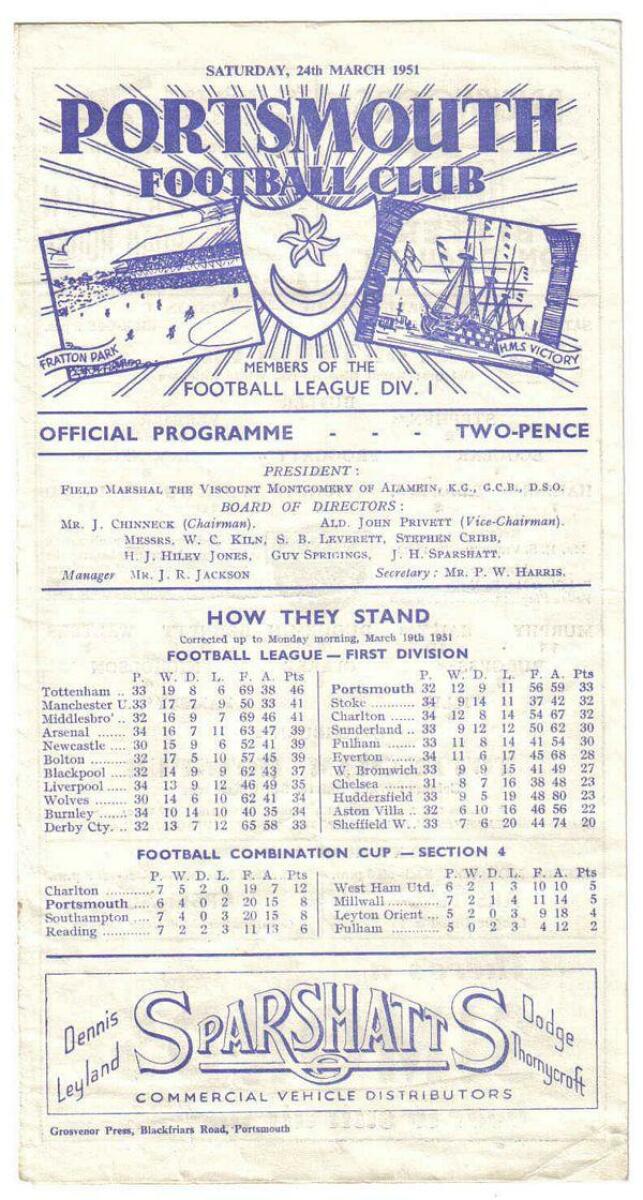 SATURDAY, 24th MARCH 1951
PORTSMOUTH
FOOTBALL CLUB
FRATTON PARK
H.M.S. VICTORY
MEMBERS OF THE
FOOTBALL LEAGUE DIV. I
OFFICIAL PROGRAMME - - - TWO-PENCE
PRESIDENT:
FIELD MARSHAL THE VISCOUNT MONTGOMERY OF ALAMEIN, K.G., G.C.B., D.S.O.
BOARD OF DIRECTORS:
MR. J. CHINNECK (Chairman). ALD. JOHN PRIVETT (Vice-Chairman).
MESSRS. W. C. KILN, S. B. LEVERETT, STEPHEN CRIBB,
H. J. HILEY JONES, GUY SPRIGINGS, J. H. SPARSHATT.
Manager MR. J. R. JACKSON Secretary: MR. P. W. HARRIS.
HOW THEY STAND
Corrected up to Monday morning, March 19th 1951
FOOTBALL LEAGUE — FIRST DIVISION
P. W. D. L. F. A. Pts
Tottenham .. 33 19 8 6 69 38 46
Manchester U. 33 17 7 9 50 33 41
Middlesbro' .. 32 16 9 7 69 46 41
Arsenal ...... 34 16 7 11 63 47 39
Newcastle .... 30 15 9 6 52 41 39
Bolton ...... 32 17 5 10 57 45 39
Blackpool .... 32 14 9 9 62 43 37
Liverpool .... 34 13 9 12 46 49 35
Wolves ...... 30 14 6 10 62 41 34
Burnley ...... 34 10 14 10 40 35 34
Derby Cty. .. 32 13 7 12 65 58 33
P. W. D. L. F. A. Pts
Portsmouth 32 12 9 11 56 59 33
Stoke ........ 34 9 14 11 37 42 32
Charlton ...... 34 12 8 14 54 67 32
Sunderland .. 33 9 12 12 50 62 30
Fulham ...... 33 11 8 14 41 54 30
Everton ...... 34 11 6 17 45 68 28
W. Bromwich 33 9 9 15 41 49 27
Chelsea ...... 31 8 7 16 38 48 23
Huddersfield 33 9 5 19 48 80 23
Aston Villa .. 32 6 10 16 46 56 22
Sheffield W. . 33 7 6 20 44 74 20
FOOTBALL COMBINATION CUP — SECTION 4
P. W. D. L. F. A. Pts
Charlton .......... 7 5 2 0 19 7 12
Portsmouth .... 6 4 0 2 20 15 8
Southampton .... 7 4 0 3 20 15 8
Reading .......... 7 2 2 3 11 13 6
P. W. D. L. F. A. Pts
West Ham Utd. 6 2 1 3 10 10 5
Millwall ........ 7 2 1 4 11 14 5
Leyton Orient ... 5 2 0 3 9 18 4
Fulham .......... 5 0 2 3 4 12 2
Dennis
Leyland
SPARSHATTS
Dodge
Thornycroft
COMMERCIAL VEHICLE DISTRIBUTORS
Grosvenor Press, Blackfriars Road, Portsmouth